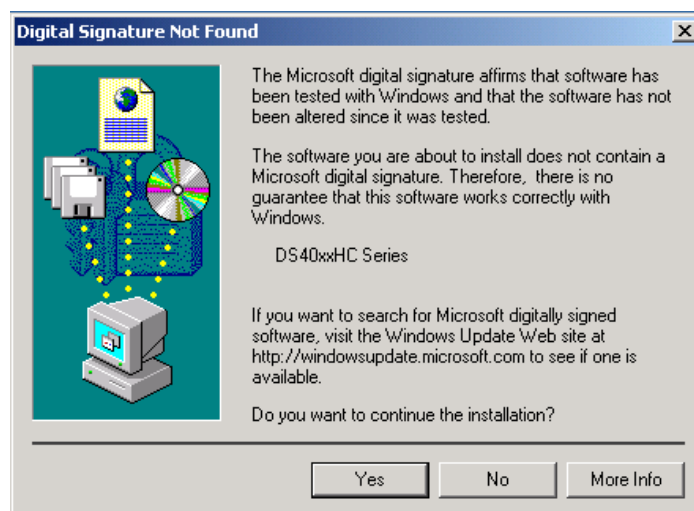 Digital Signature Not Found
The Microsoft digital signature affirms that software has
been tested with Windows and that the software has not
been altered since it was tested.
The software you are about to install does not contain a
Microsoft digital signature. Therefore, there is no
guarantee that this software works correctly with
Windows.
DS40xxHC Series
If you want to search for Microsoft digitally signed
software, visit the Windows Update Web site at
http://windowsupdate.microsoft.com to see if one is
available.
Do you want to continue the installation?
Yes
No
More Info